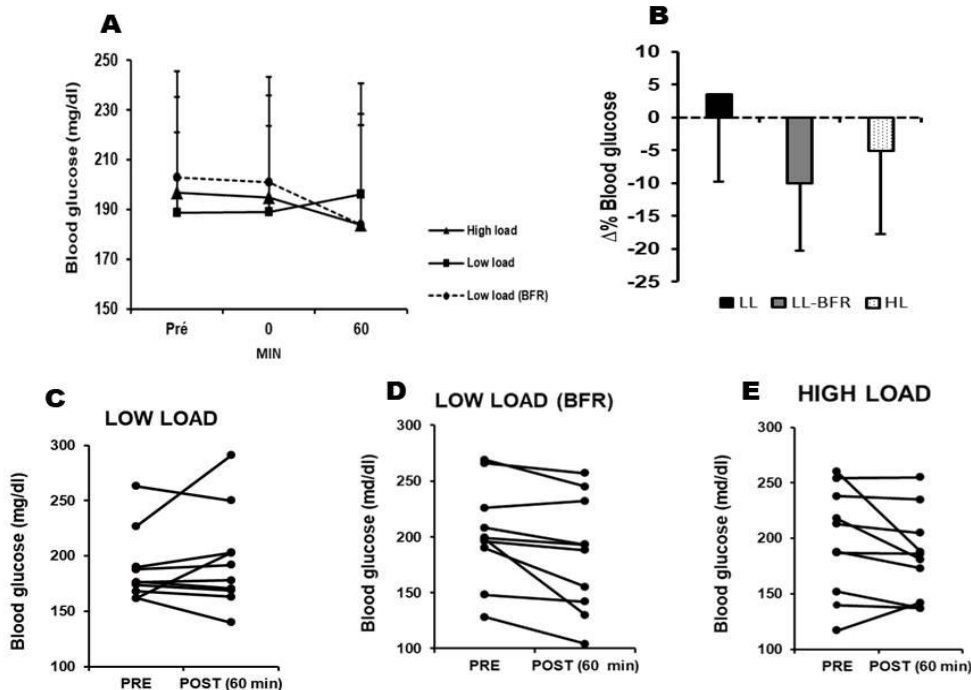 A
Blood glucose (mg/dl)
250
230
210
190
170
150
Pré 0 60
MIN
High load
Low load
Low load (BFR)
B
Δ% Blood glucose
10
5
0
-5
-10
-15
-20
-25
LL LL-BFR HL
C
LOW LOAD
Blood glucose (mg/dl)
300
250
200
150
100
PRE POST (60 min)
D
LOW LOAD (BFR)
Blood glucose (md/dl)
300
250
200
150
100
PRE POST (60 min)
E
HIGH LOAD
Blood glucose (md/dl)
300
250
200
150
100
PRE POST (60 min)